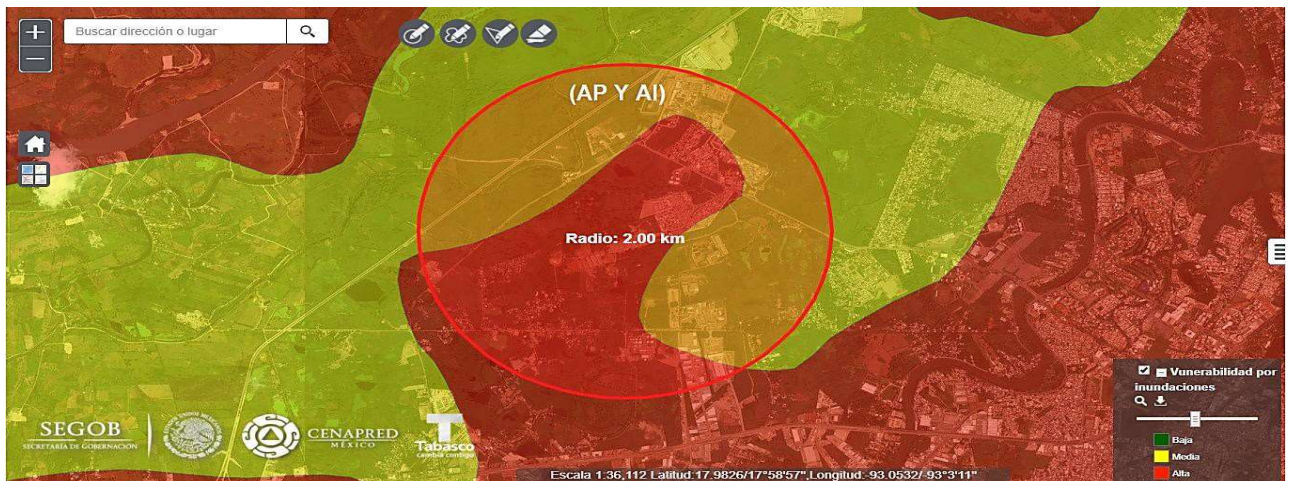 +
Buscar dirección o lugar
−
(AP Y AI)
Radio: 2.00 km
Vunerabilidad por
inundaciones
Baja
Media
Alta
SEGOB
SECRETARÍA DE GOBERNACIÓN
CENAPRED
MÉXICO
Tabasco
cambia contigo
Escala 1:36,112 Latitud:17.9826/17°58'57",Longitud:-93.0532/-93°3'11"